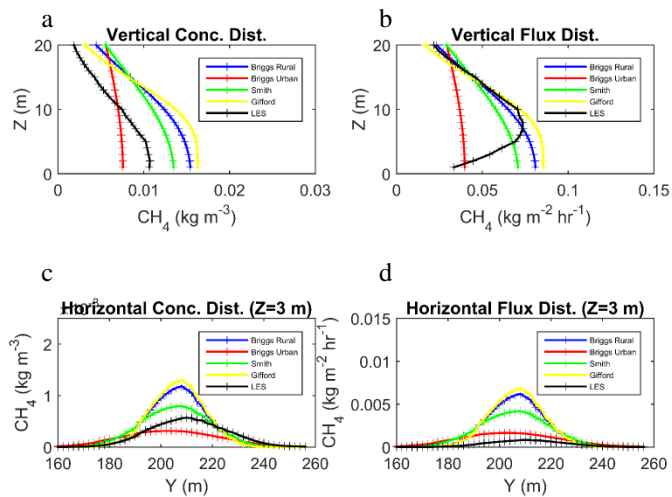 a
Vertical Conc. Dist.
20
10
0
Z (m)
Briggs Rural
Briggs Urban
Smith
Gifford
LES
0 0.01 0.02 0.03
CH4 (kg m-3)
b
Vertical Flux Dist.
20
10
0
Z (m)
Briggs Rural
Briggs Urban
Smith
Gifford
LES
0 0.05 0.1 0.15
CH4 (kg m-2 hr-1)
c
Horizontal Conc. Dist. (Z=3 m)
2
1
0
CH4 (kg m-3)
Briggs Rural
Briggs Urban
Smith
Gifford
LES
160 180 200 220 240 260
Y (m)
d
Horizontal Flux Dist. (Z=3 m)
0.015
0.01
0.005
0
CH4 (kg m-2 hr-1)
Briggs Rural
Briggs Urban
Smith
Gifford
LES
160 180 200 220 240 260
Y (m)